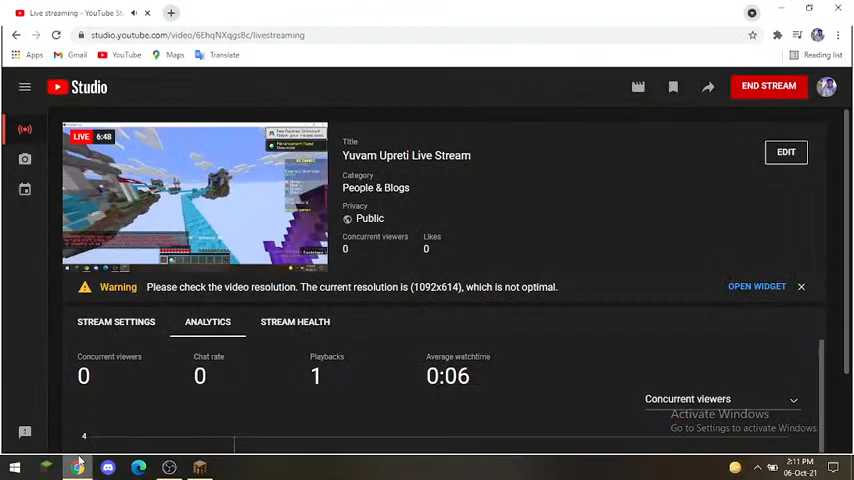 Live streaming - YouTube St
studio.youtube.com/video/6EhqNXqgs8c/livestreaming
Apps Gmail YouTube Maps Translate Reading list
Studio END STREAM
LIVE 6:48
Title
Yuvam Upreti Live Stream
EDIT
Category
People & Blogs
Privacy
Public
Concurrent viewers Likes
0 0
Warning Please check the video resolution. The current resolution is (1092x614), which is not optimal. OPEN WIDGET
STREAM SETTINGS ANALYTICS STREAM HEALTH
Concurrent viewers Chat rate Playbacks Average watchtime
0 0 1 0:06
Concurrent viewers
Activate Windows
Go to Settings to activate Windows.
4
2:11 PM
06-Oct-21